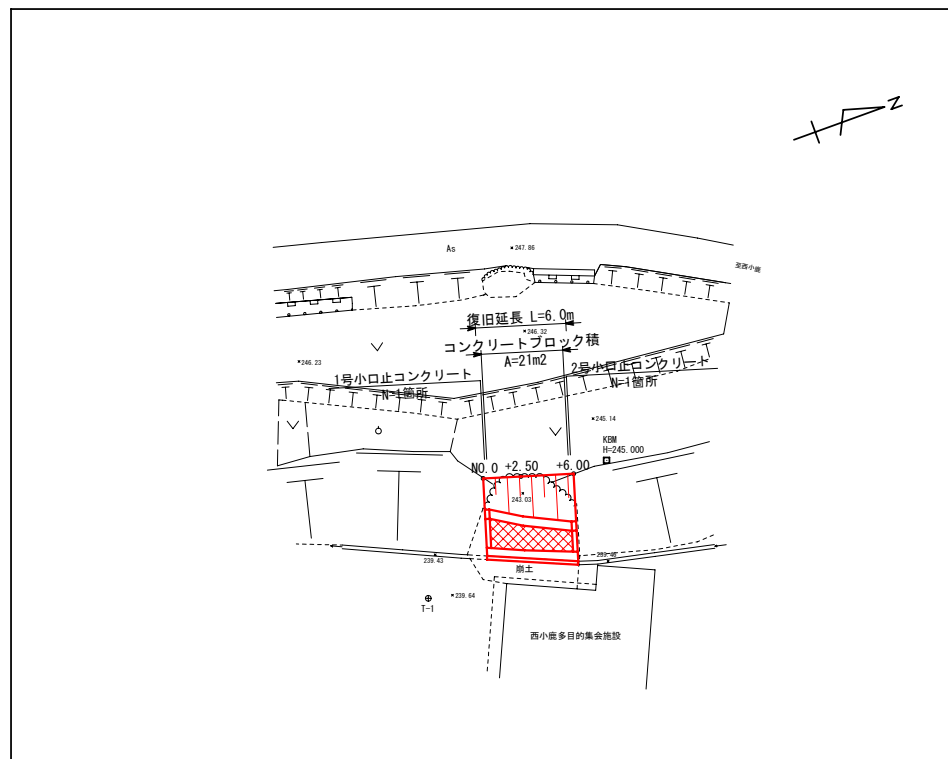 N
As
247.86
至西小鹿
復旧延長 L=6.0m
246.32
コンクリートブロック積
A=21m2
246.23
1号小口止コンクリート
N=1箇所
2号小口止コンクリート
N=1箇所
245.14
KBM
H=245.000
NO.0 +2.50 +6.00
243.03
239.43
崩土
239.64
T-1
西小鹿多目的集会施設